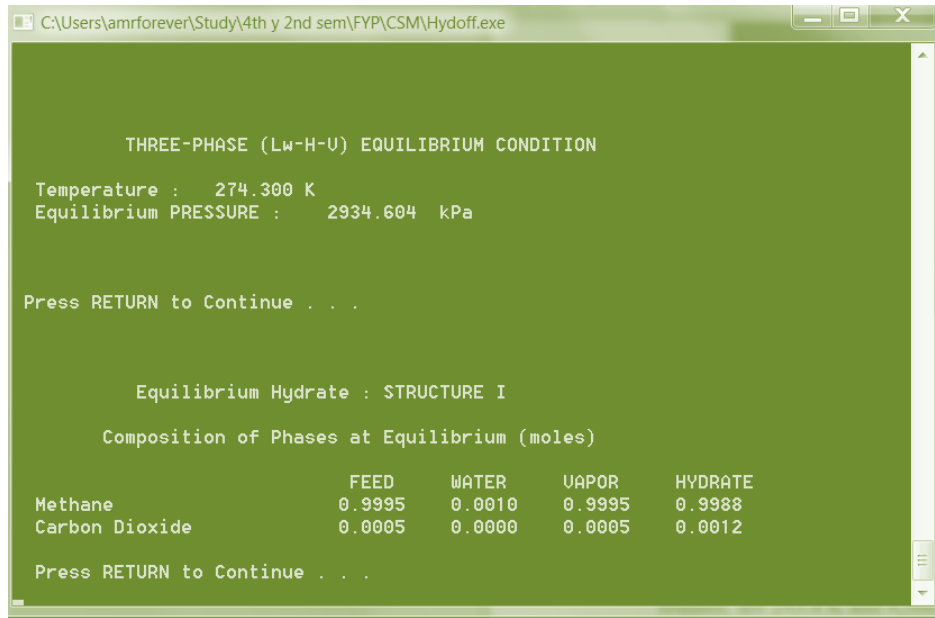 C:\Users\amrforever\Study\4th y 2nd sem\FYP\CSM\Hydoff.exe
THREE-PHASE (Lw-H-V) EQUILIBRIUM CONDITION
Temperature : 274.300 K
Equilibrium PRESSURE : 2934.604 kPa
Press RETURN to Continue . . .
Equilibrium Hydrate : STRUCTURE I
Composition of Phases at Equilibrium (moles)
FEED WATER VAPOR HYDRATE
Methane 0.9995 0.0010 0.9995 0.9988
Carbon Dioxide 0.0005 0.0000 0.0005 0.0012
Press RETURN to Continue . . .